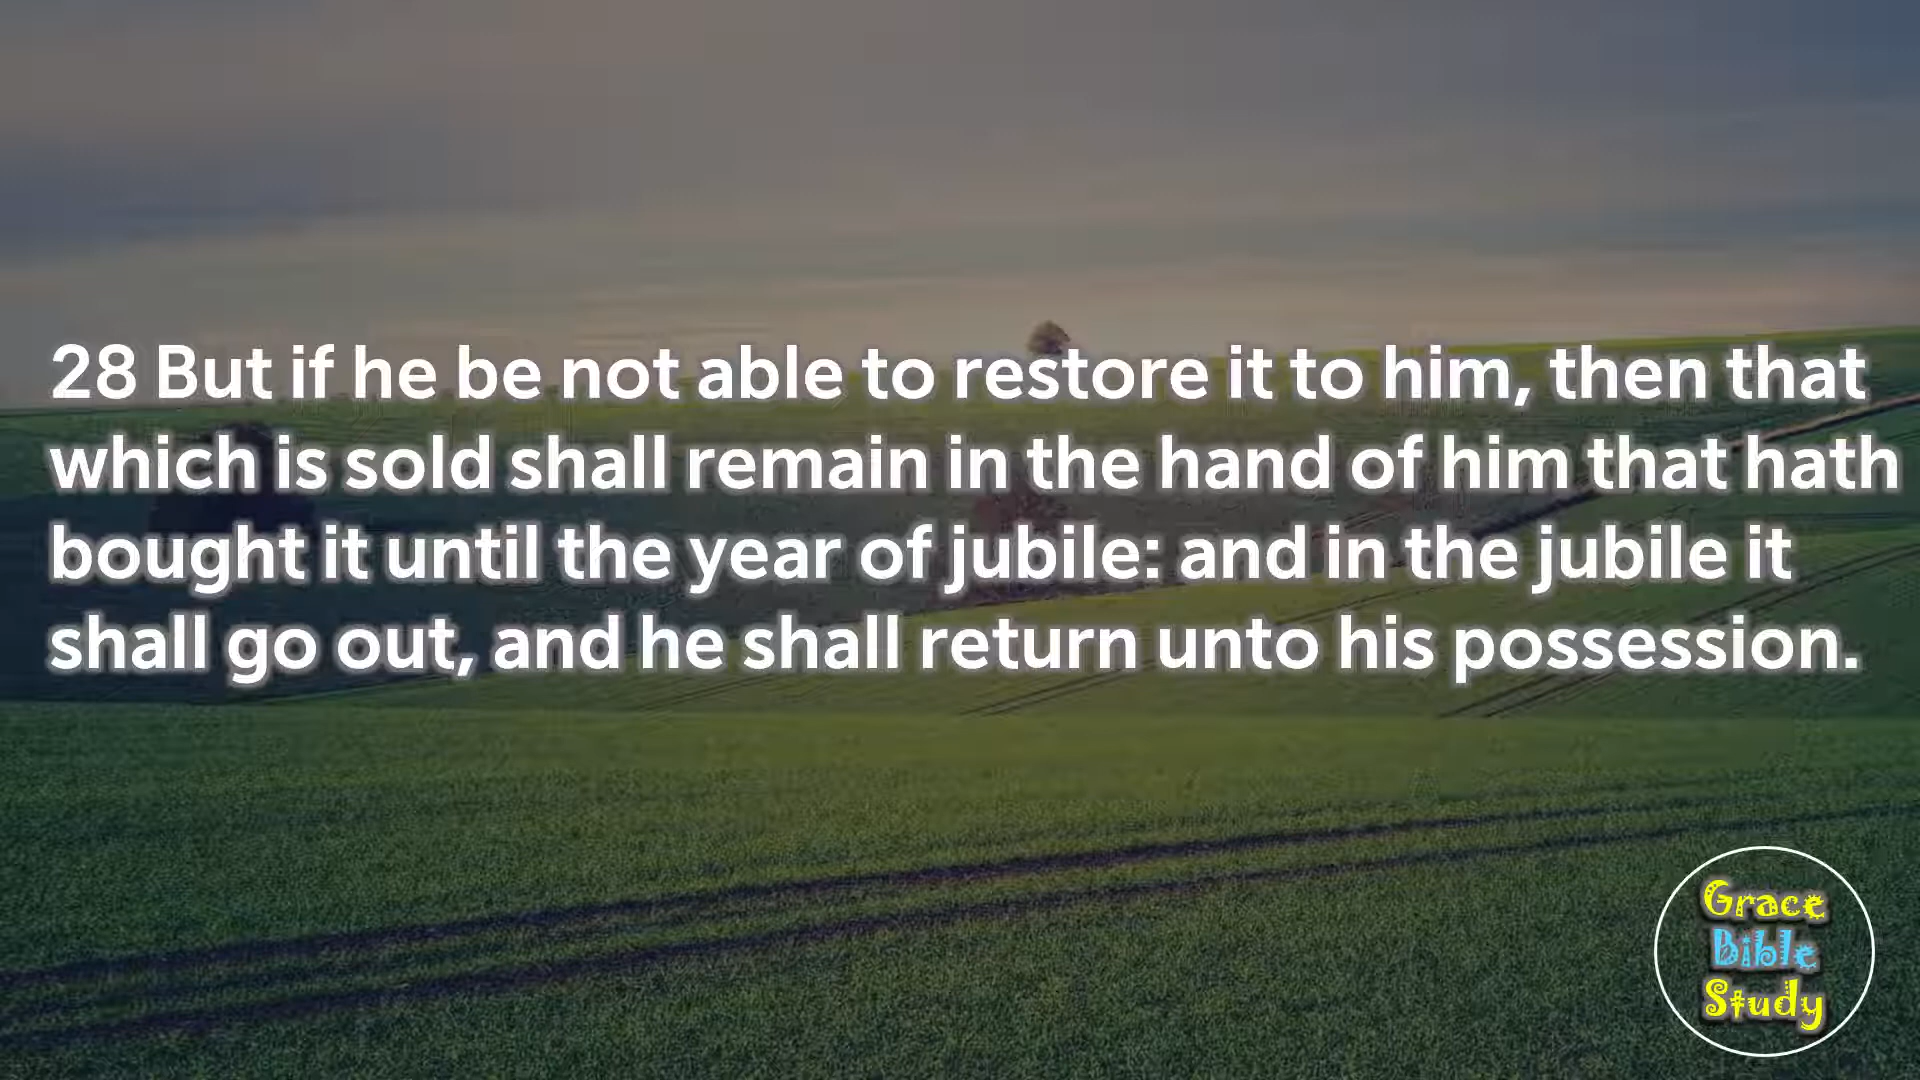 28 But if he be not able to restore it to him, then that
which is sold shall remain in the hand of him that hath
bought it until the year of jubile: and in the jubile it
shall go out, and he shall return unto his possession.
Grace
Bible
Study